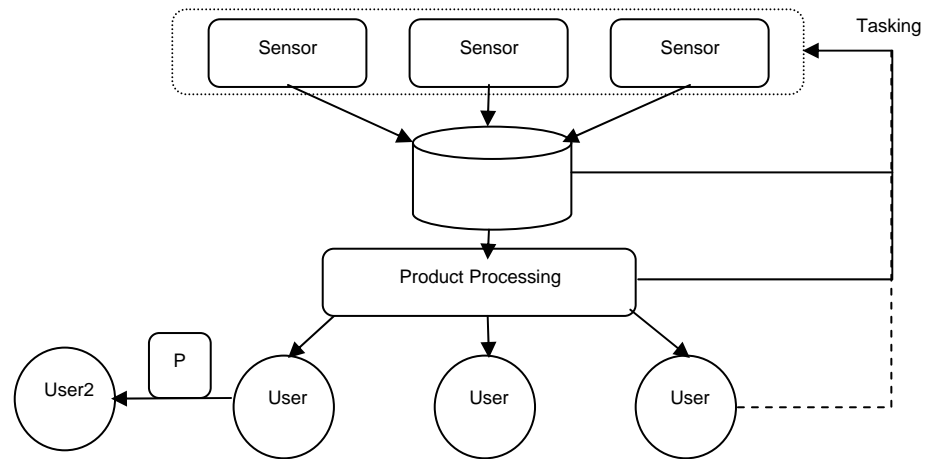 Tasking
Sensor
Sensor
Sensor
Product Processing
P
User2
User
User
User